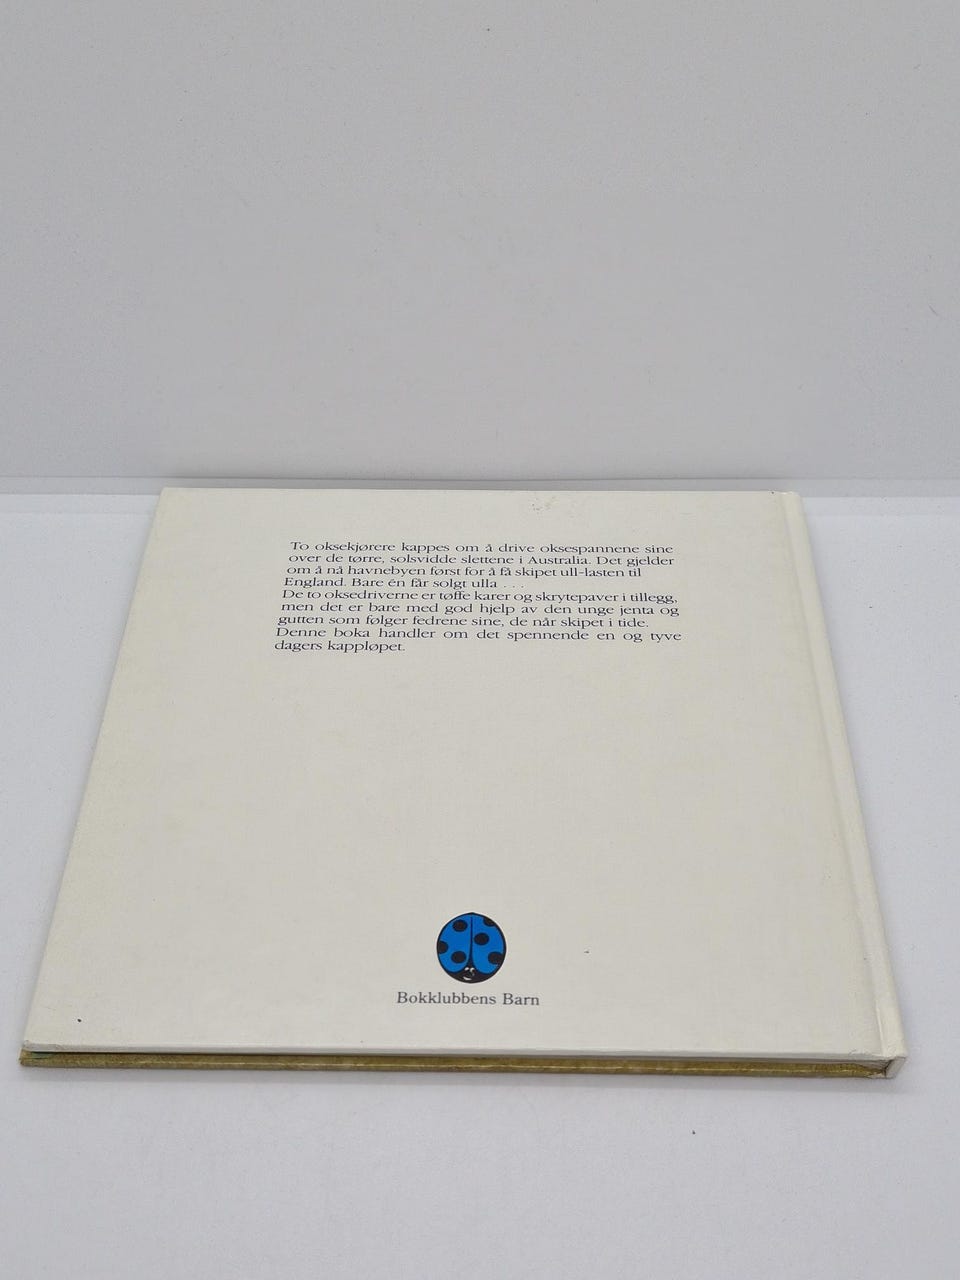 To oksekjørere kappes om å drive oksespannene sine
over de tørre, solsvidde slettene i Australia. Det gjelder
om å nå havnebyen først for å få skipet ull-lasten til
England. Bare én får solgt ulla . . .
De to oksedriverne er tøffe karer og skrytepaver i tillegg,
men det er bare med god hjelp av den unge jenta og
gutten som følger fedrene sine, de når skipet i tide.
Denne boka handler om det spennende en og tyve
dagers kappløpet.
Bokklubbens Barn